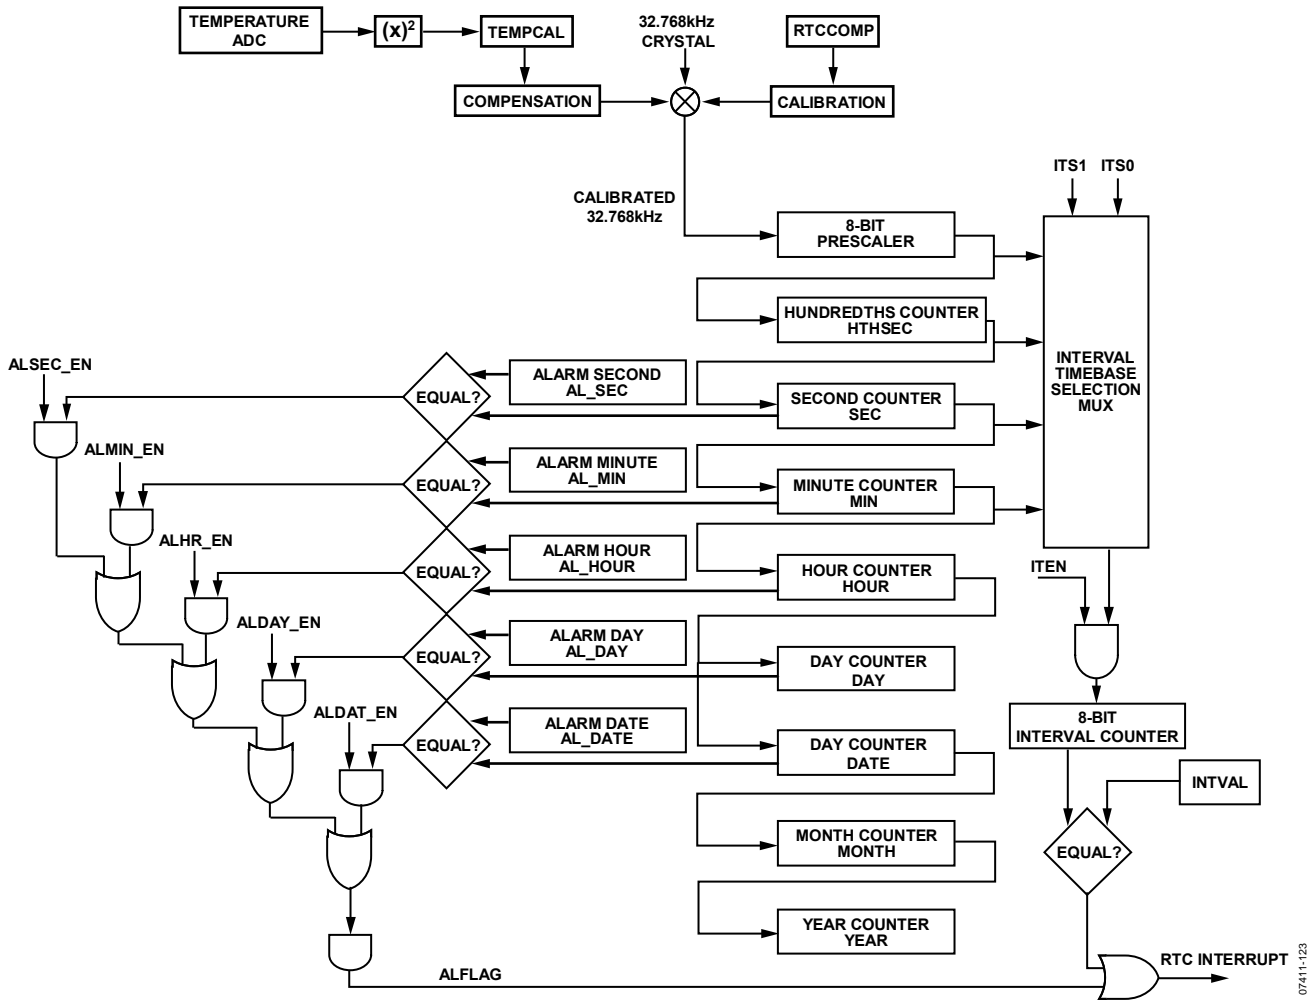 TEMPERATURE
ADC
(x)²
TEMPCAL
32.768kHz
CRYSTAL
RTCCOMP
COMPENSATION
CALIBRATION
ITS1 ITS0
CALIBRATED
32.768kHz
8-BIT
PRESCALER
HUNDREDTHS COUNTER
HTHSEC
INTERVAL
TIMEBASE
SELECTION
MUX
ALSEC_EN
EQUAL?
ALARM SECOND
AL_SEC
SECOND COUNTER
SEC
ALMIN_EN
EQUAL?
ALARM MINUTE
AL_MIN
MINUTE COUNTER
MIN
ALHR_EN
EQUAL?
ALARM HOUR
AL_HOUR
HOUR COUNTER
HOUR
ITEN
ALDAY_EN
EQUAL?
ALARM DAY
AL_DAY
DAY COUNTER
DAY
ALDAT_EN
EQUAL?
ALARM DATE
AL_DATE
DAY COUNTER
DATE
8-BIT
INTERVAL COUNTER
INTVAL
MONTH COUNTER
MONTH
EQUAL?
YEAR COUNTER
YEAR
ALFLAG
RTC INTERRUPT
07411-123